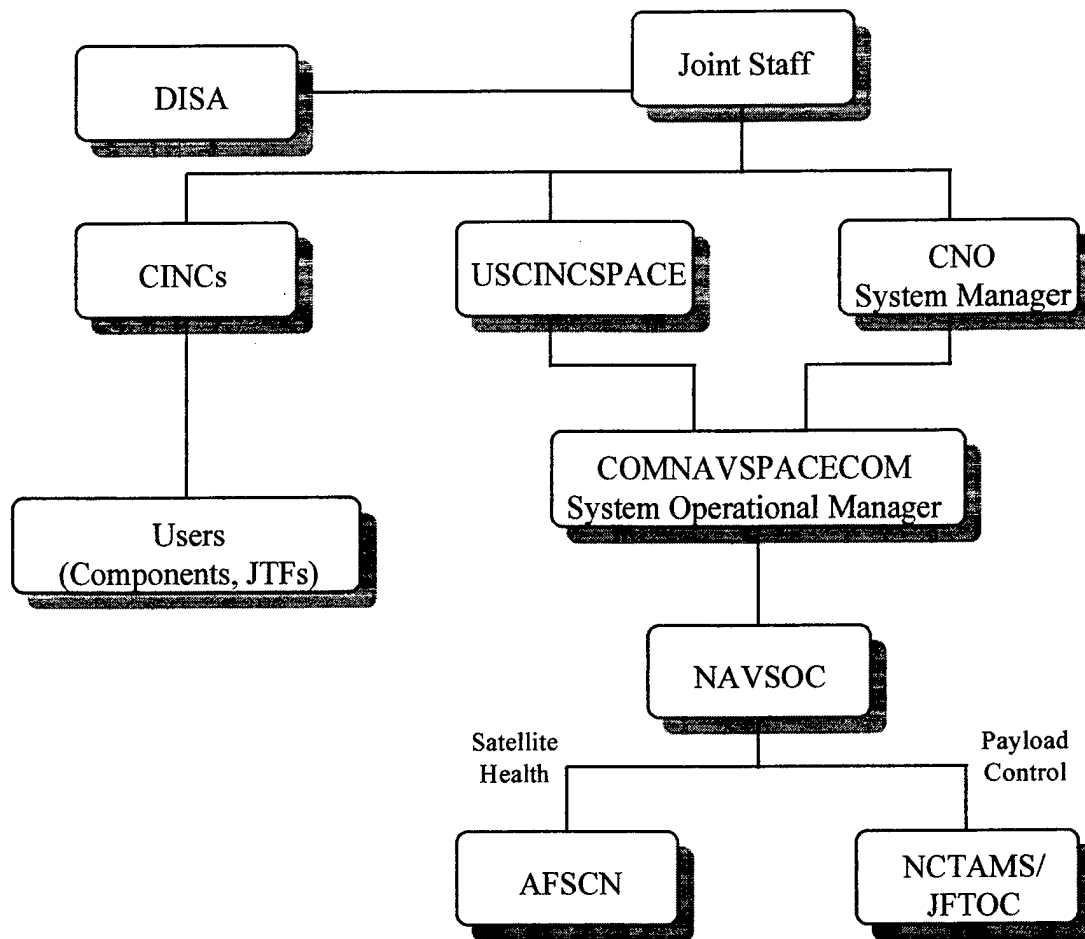 Joint Staff
DISA
CINCs
USCINCSPACE
CNO
System Manager
COMNAVSPACECOM
System Operational Manager
Users
(Components, JTFs)
NAVSOC
Satellite
Health
Payload
Control
AFSCN
NCTAMS/
JFTOC